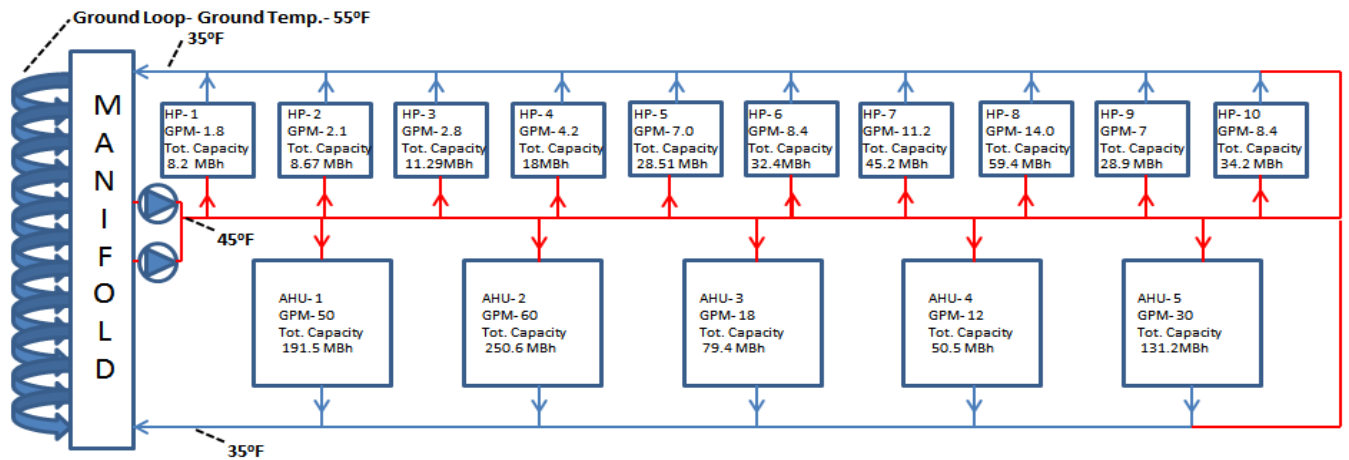 Ground Loop- Ground Temp.- 55ºF
35ºF
MANIFOLD
HP- 1
GPM-1.8
Tot. Capacity
8.2 MBh
HP- 2
GPM- 2.1
Tot. Capacity
8.67 MBh
HP- 3
GPM- 2.8
Tot. Capacity
11.29MBh
HP- 4
GPM- 4.2
Tot. Capacity
18MBh
HP- 5
GPM- 7.0
Tot. Capacity
28.51 MBh
HP- 6
GPM- 8.4
Tot. Capacity
32.4MBh
HP- 7
GPM- 11.2
Tot. Capacity
45.2 MBh
HP- 8
GPM- 14.0
Tot. Capacity
59.4 MBh
HP- 9
GPM- 7
Tot. Capacity
28.9 MBh
HP- 10
GPM- 8.4
Tot. Capacity
34.2 MBh
45ºF
AHU- 1
GPM- 50
Tot. Capacity
191.5 MBh
AHU- 2
GPM- 60
Tot. Capacity
250.6 MBh
AHU- 3
GPM- 18
Tot. Capacity
79.4 MBh
AHU- 4
GPM- 12
Tot. Capacity
50.5 MBh
AHU- 5
GPM- 30
Tot. Capacity
131.2MBh
35ºF